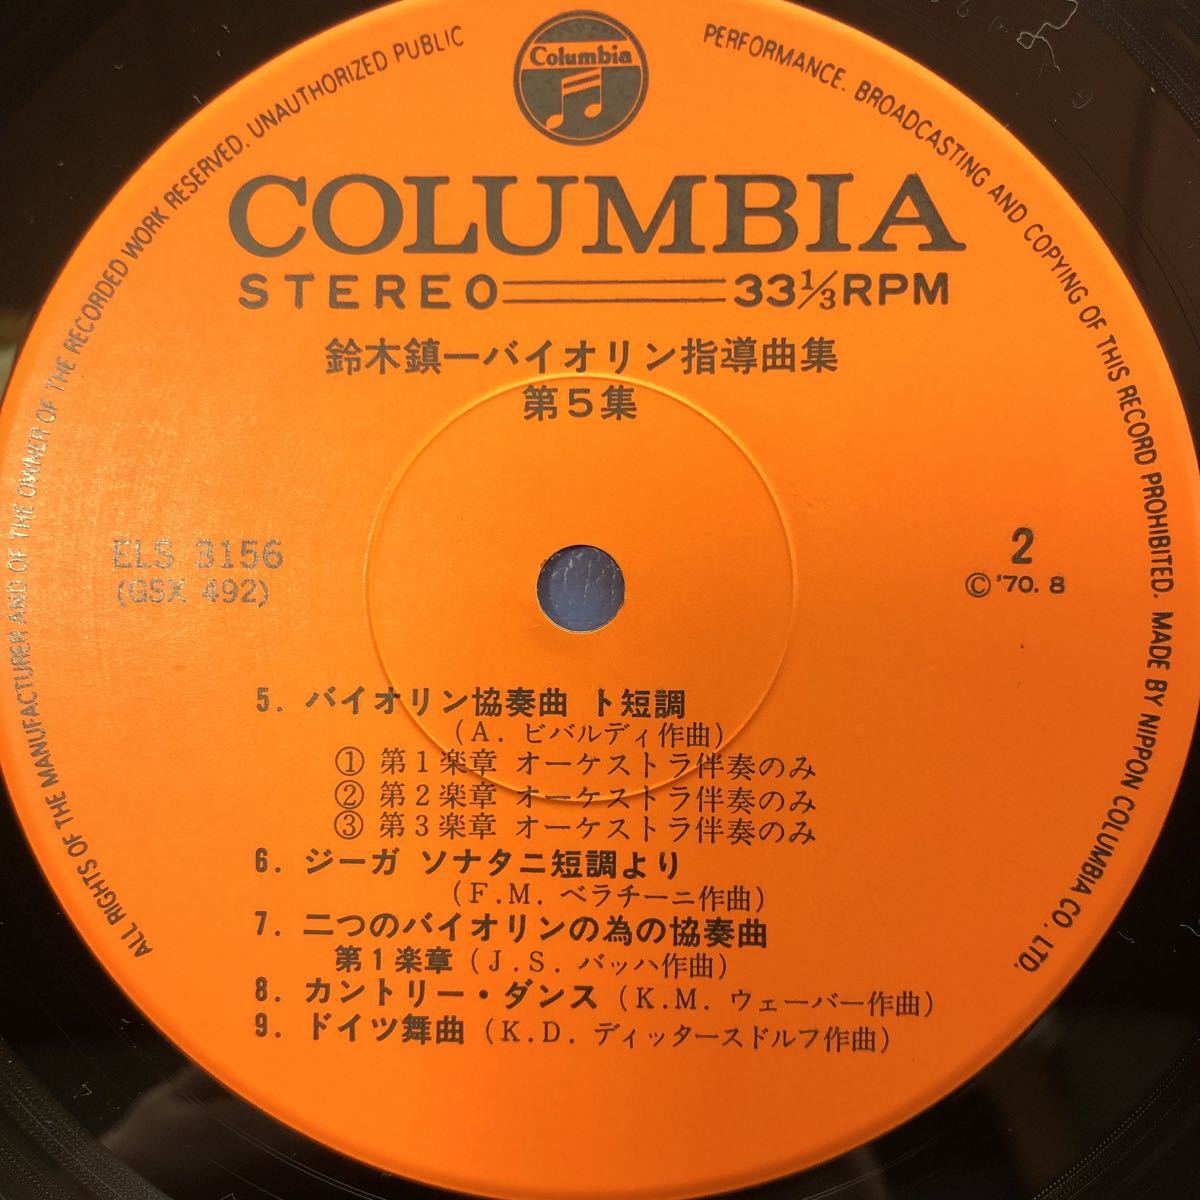 Columbia
COLUMBIA
STEREO 33⅓RPM
鈴木鎮一バイオリン指導曲集
第5集
ELS 3156
(GSX 492)
2
©'70.8
5. バイオリン協奏曲 ト短調
(A. ビバルディ作曲)
① 第1楽章 オーケストラ伴奏のみ
② 第2楽章 オーケストラ伴奏のみ
③ 第3楽章 オーケストラ伴奏のみ
6. ジーガ ソナタニ短調より
(F.M. ベラチーニ作曲)
7. 二つのバイオリンの為の協奏曲
第1楽章 (J.S. バッハ作曲)
8. カントリー・ダンス (K.M. ウェーバー作曲)
9. ドイツ舞曲 (K.D. ディッタースドルフ作曲)
ALL RIGHTS OF THE MANUFACTURER AND OF THE OWNER OF THE RECORDED WORK RESERVED. UNAUTHORIZED PUBLIC PERFORMANCE. BROADCASTING AND COPYING OF THIS RECORD PROHIBITED. MADE BY NIPPON COLUMBIA CO., LTD.